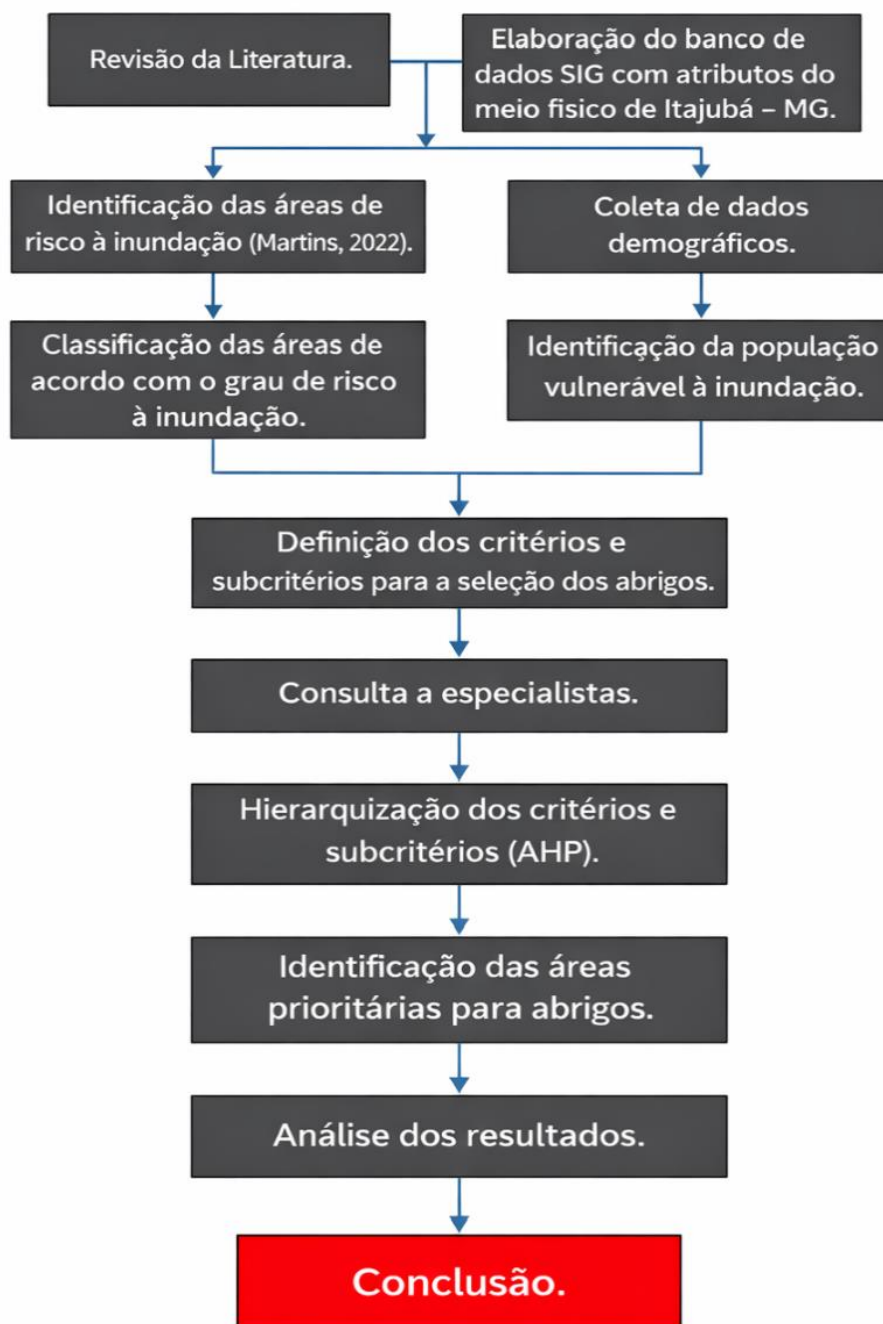 Revisão da Literatura.
Elaboração do banco de
dados SIG com atributos do
meio fisico de Itajubá – MG.
Identificação das áreas de
risco à inundação (Martins, 2022).
Coleta de dados
demográficos.
Classificação das áreas de
acordo com o grau de risco
à inundação.
Identificação da população
vulnerável à inundação.
Definição dos critérios e
subcritérios para a seleção dos abrigos.
Consulta a especialistas.
Hierarquização dos critérios e
subcritérios (AHP).
Identificação das áreas
prioritárias para abrigos.
Análise dos resultados.
Conclusão.